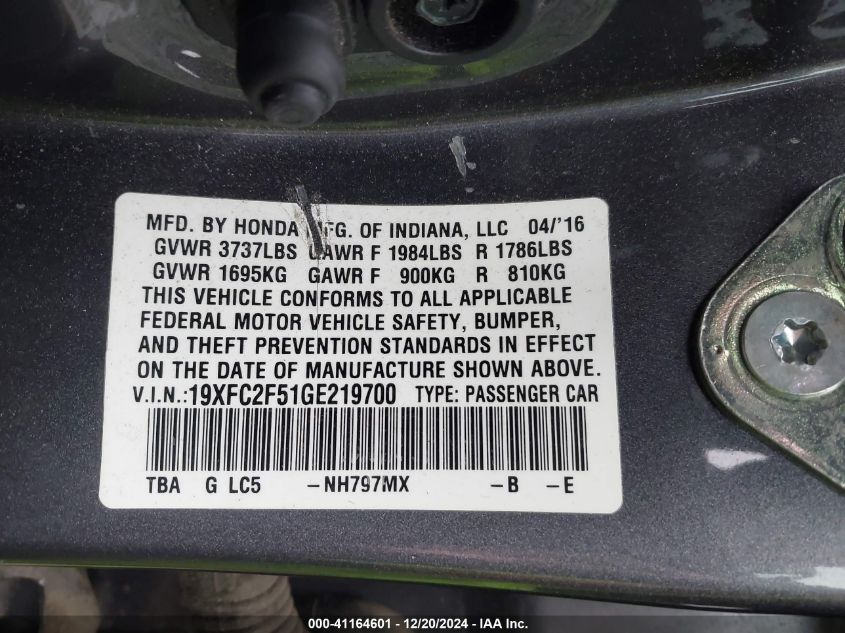 MFD. BY HONDA MFG. OF INDIANA, LLC 04/'16
GVWR 3737LBS GAWR F 1984LBS R 1786LBS
GVWR 1695KG GAWR F 900KG R 810KG
THIS VEHICLE CONFORMS TO ALL APPLICABLE
FEDERAL MOTOR VEHICLE SAFETY, BUMPER,
AND THEFT PREVENTION STANDARDS IN EFFECT
ON THE DATE OF MANUFACTURE SHOWN ABOVE.
V.I.N.:19XFC2F51GE219700 TYPE: PASSENGER CAR
TBA G LC5 -NH797MX -B -E
000-41164601 - 12/20/2024 - IAA Inc.